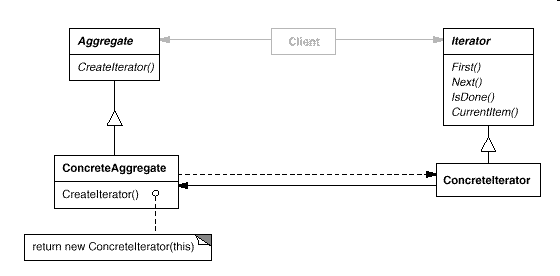 Aggregate
CreateIterator()
Client
Iterator
First()
Next()
IsDone()
CurrentItem()
ConcreteAggregate
CreateIterator()
ConcreteIterator
return new ConcreteIterator(this)